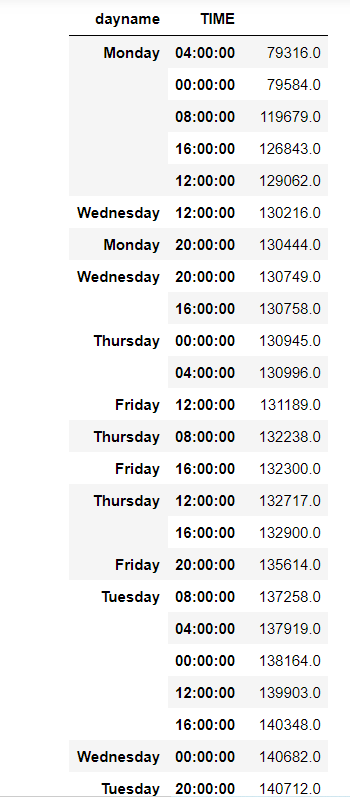 dayname TIME
Monday 04:00:00 79316.0
00:00:00 79584.0
08:00:00 119679.0
16:00:00 126843.0
12:00:00 129062.0
Wednesday 12:00:00 130216.0
Monday 20:00:00 130444.0
Wednesday 20:00:00 130749.0
16:00:00 130758.0
Thursday 00:00:00 130945.0
04:00:00 130996.0
Friday 12:00:00 131189.0
Thursday 08:00:00 132238.0
Friday 16:00:00 132300.0
Thursday 12:00:00 132717.0
16:00:00 132900.0
Friday 20:00:00 135614.0
Tuesday 08:00:00 137258.0
04:00:00 137919.0
00:00:00 138164.0
12:00:00 139903.0
16:00:00 140348.0
Wednesday 00:00:00 140682.0
Tuesday 20:00:00 140712.0